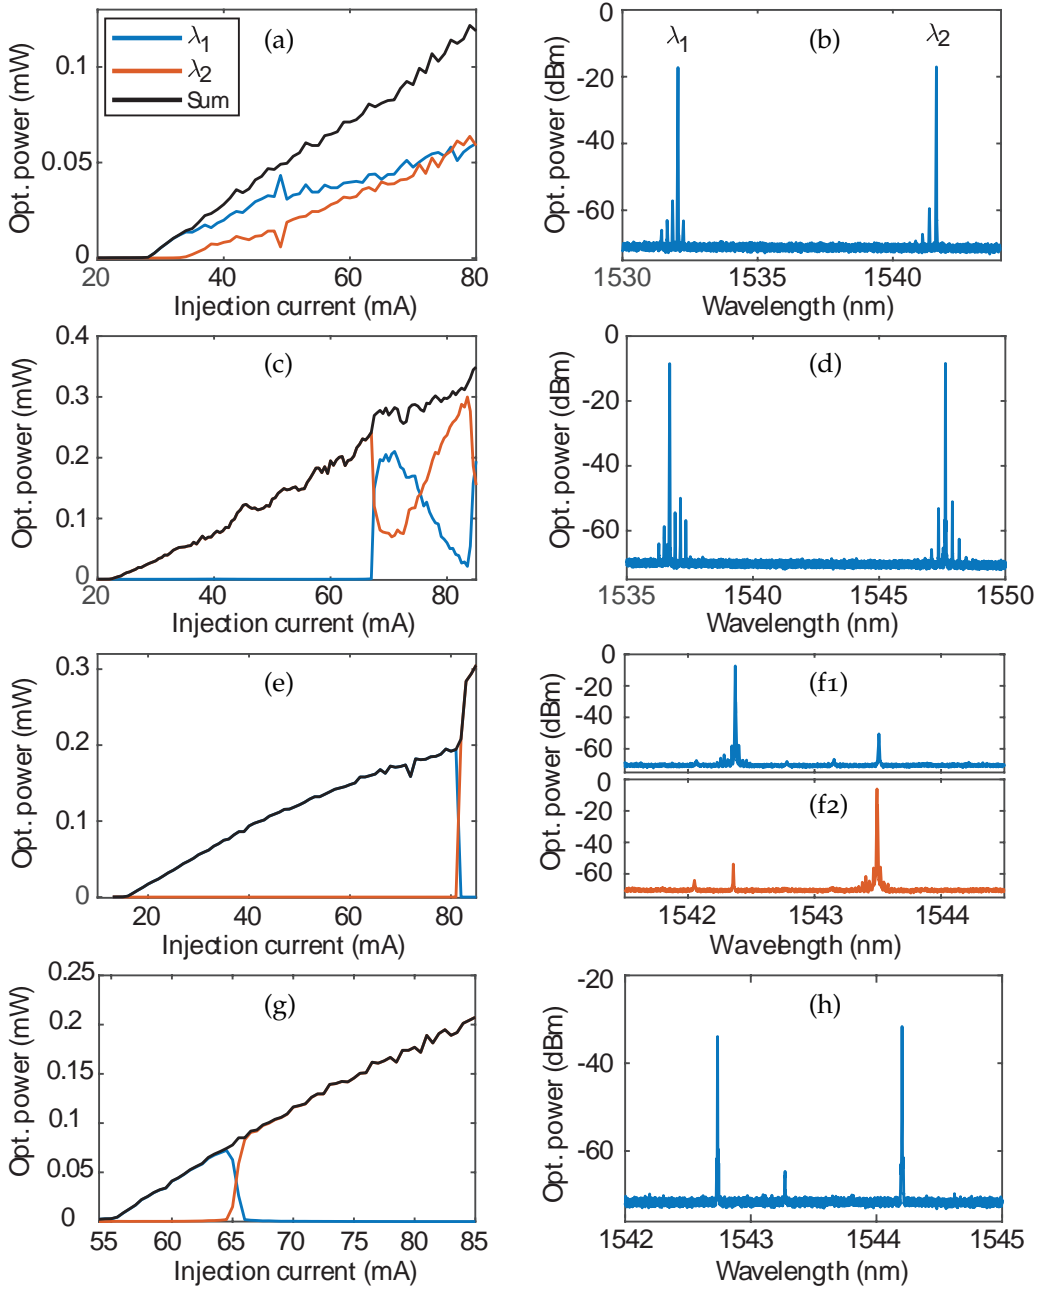 λ1
λ2
Sum
(a)
Opt. power (mW)
0.1
0.05
0
20 40 60 80
Injection current (mA)
(b)
λ1
λ2
Opt. power (dBm)
0
-20
-40
-60
1530 1535 1540
Wavelength (nm)
(c)
Opt. power (mW)
0.4
0.3
0.2
0.1
0
20 40 60 80
Injection current (mA)
(d)
Opt. power (dBm)
0
-20
-40
-60
1535 1540 1545 1550
Wavelength (nm)
(e)
Opt. power (mW)
0.3
0.2
0.1
0
20 40 60 80
Injection current (mA)
(f1)
Opt. power (dBm)
0
-20
-40
-60
(f2)
0
-20
-40
-60
1542 1543 1544
Wavelength (nm)
(g)
Opt. power (mW)
0.25
0.2
0.15
0.1
0.05
0
55 60 65 70 75 80 85
Injection current (mA)
(h)
Opt. power (dBm)
-20
-40
-60
1542 1543 1544 1545
Wavelength (nm)